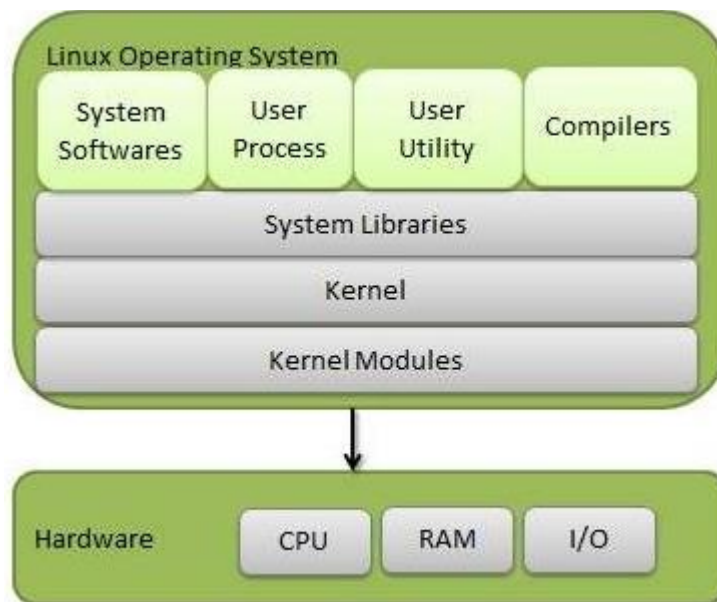 Linux Operating System
System
Softwares
User
Process
User
Utility
Compilers
System Libraries
Kernel
Kernel Modules
Hardware
CPU
RAM
I/O